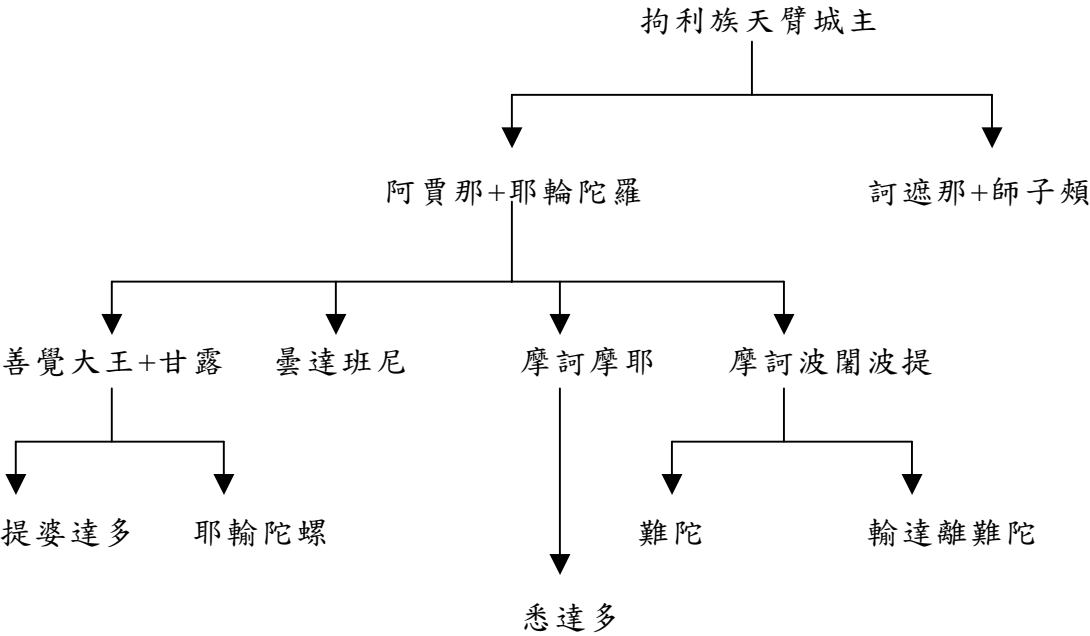 拘利族天臂城主
阿賈那+耶輪陀羅 訶遮那+師子頰
善覺大王+甘露 曇達班尼 摩訶摩耶 摩訶波闍波提
提婆達多 耶輸陀螺 難陀 輸達離難陀
悉達多